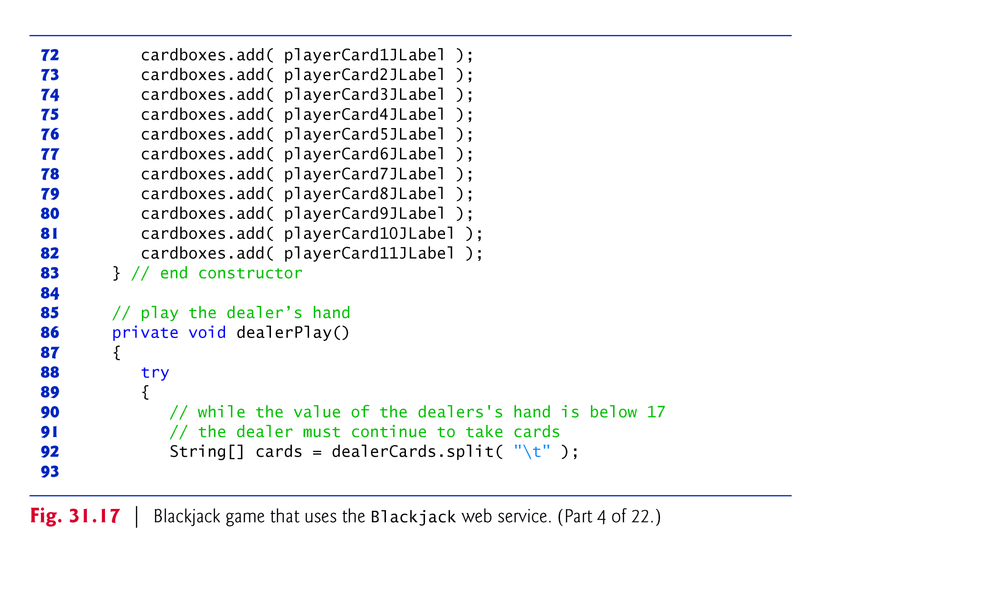 72 cardboxes.add( playerCard1JLabel );
73 cardboxes.add( playerCard2JLabel );
74 cardboxes.add( playerCard3JLabel );
75 cardboxes.add( playerCard4JLabel );
76 cardboxes.add( playerCard5JLabel );
77 cardboxes.add( playerCard6JLabel );
78 cardboxes.add( playerCard7JLabel );
79 cardboxes.add( playerCard8JLabel );
80 cardboxes.add( playerCard9JLabel );
81 cardboxes.add( playerCard10JLabel );
82 cardboxes.add( playerCard11JLabel );
83 } // end constructor
84
85 // play the dealer’s hand
86 private void dealerPlay()
87 {
88 try
89 {
90 // while the value of the dealers's hand is below 17
91 // the dealer must continue to take cards
92 String[] cards = dealerCards.split( "\t" );
93
Fig. 31.17 | Blackjack game that uses the Blackjack web service. (Part 4 of 22.)